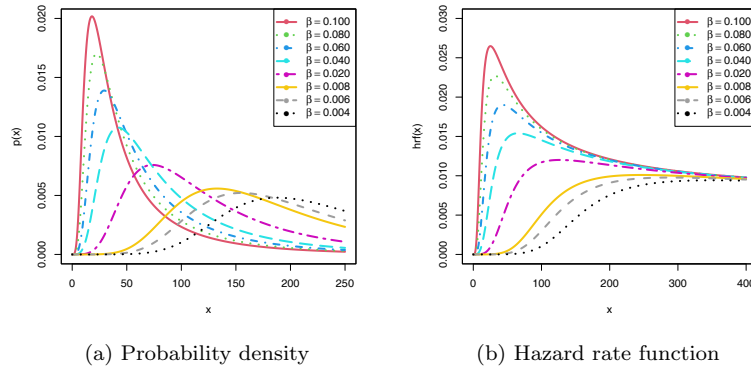 0.020
0.015
0.010
0.005
0.000
p(x)
0 50 100 150 200 250
x
β = 0.100
β = 0.080
β = 0.060
β = 0.040
β = 0.020
β = 0.008
β = 0.006
β = 0.004
(a) Probability density
0.030
0.025
0.020
0.015
0.010
0.005
0.000
hrf(x)
0 100 200 300 400
x
β = 0.100
β = 0.080
β = 0.060
β = 0.040
β = 0.020
β = 0.008
β = 0.006
β = 0.004
(b) Hazard rate function